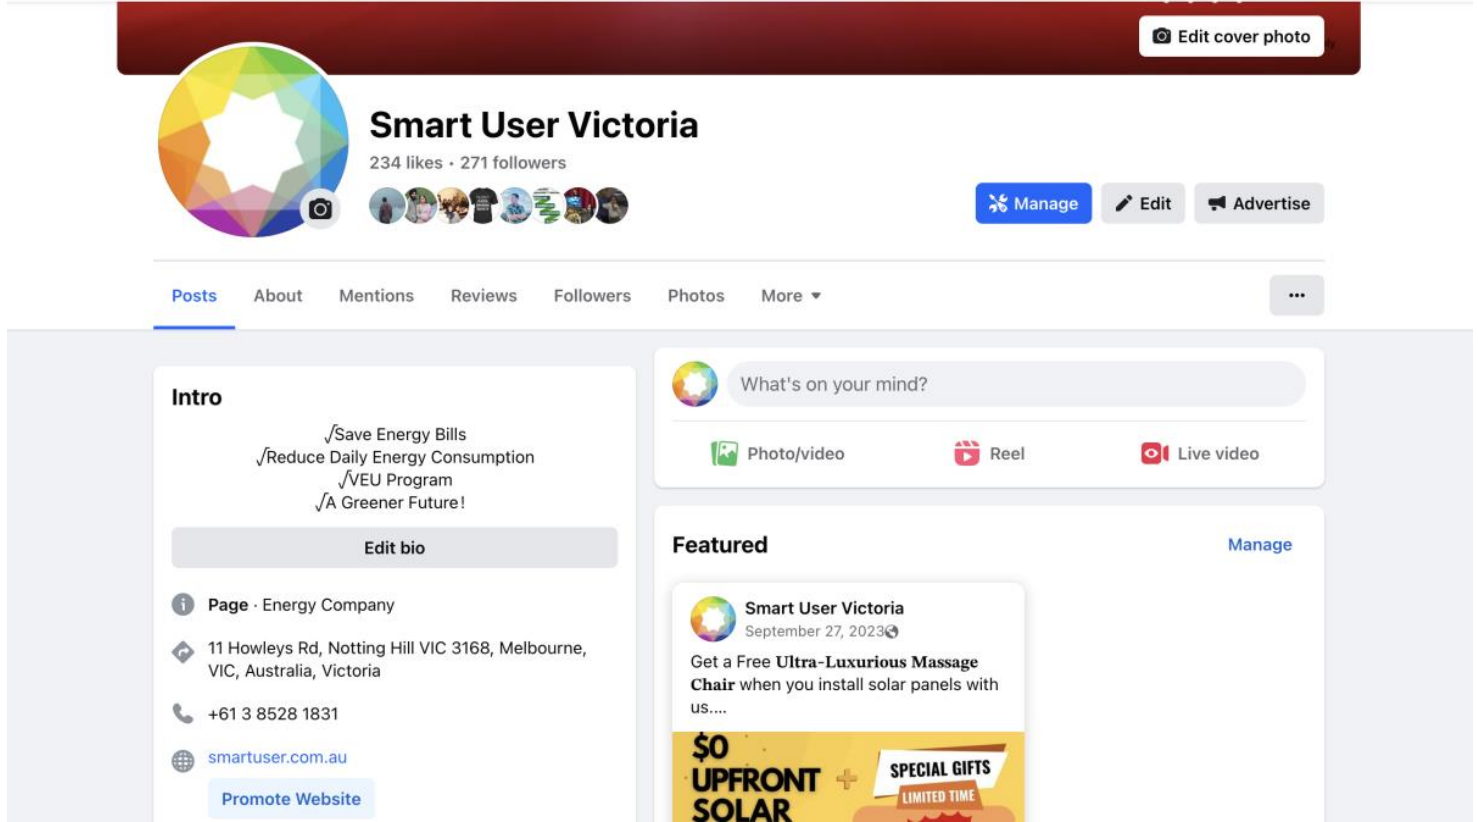 Edit cover photo
Smart User Victoria
234 likes · 271 followers
Manage
Edit
Advertise
Posts
About
Mentions
Reviews
Followers
Photos
More
Intro
√Save Energy Bills
√Reduce Daily Energy Consumption
√VEU Program
√A Greener Future!
Edit bio
Page · Energy Company
11 Howleys Rd, Notting Hill VIC 3168, Melbourne,
VIC, Australia, Victoria
+61 3 8528 1831
smartuser.com.au
Promote Website
What's on your mind?
Photo/video
Reel
Live video
Featured
Manage
Smart User Victoria
September 27, 2023
Get a Free Ultra-Luxurious Massage
Chair when you install solar panels with
us....
$0
UPFRONT
SOLAR
+
SPECIAL GIFTS
LIMITED TIME